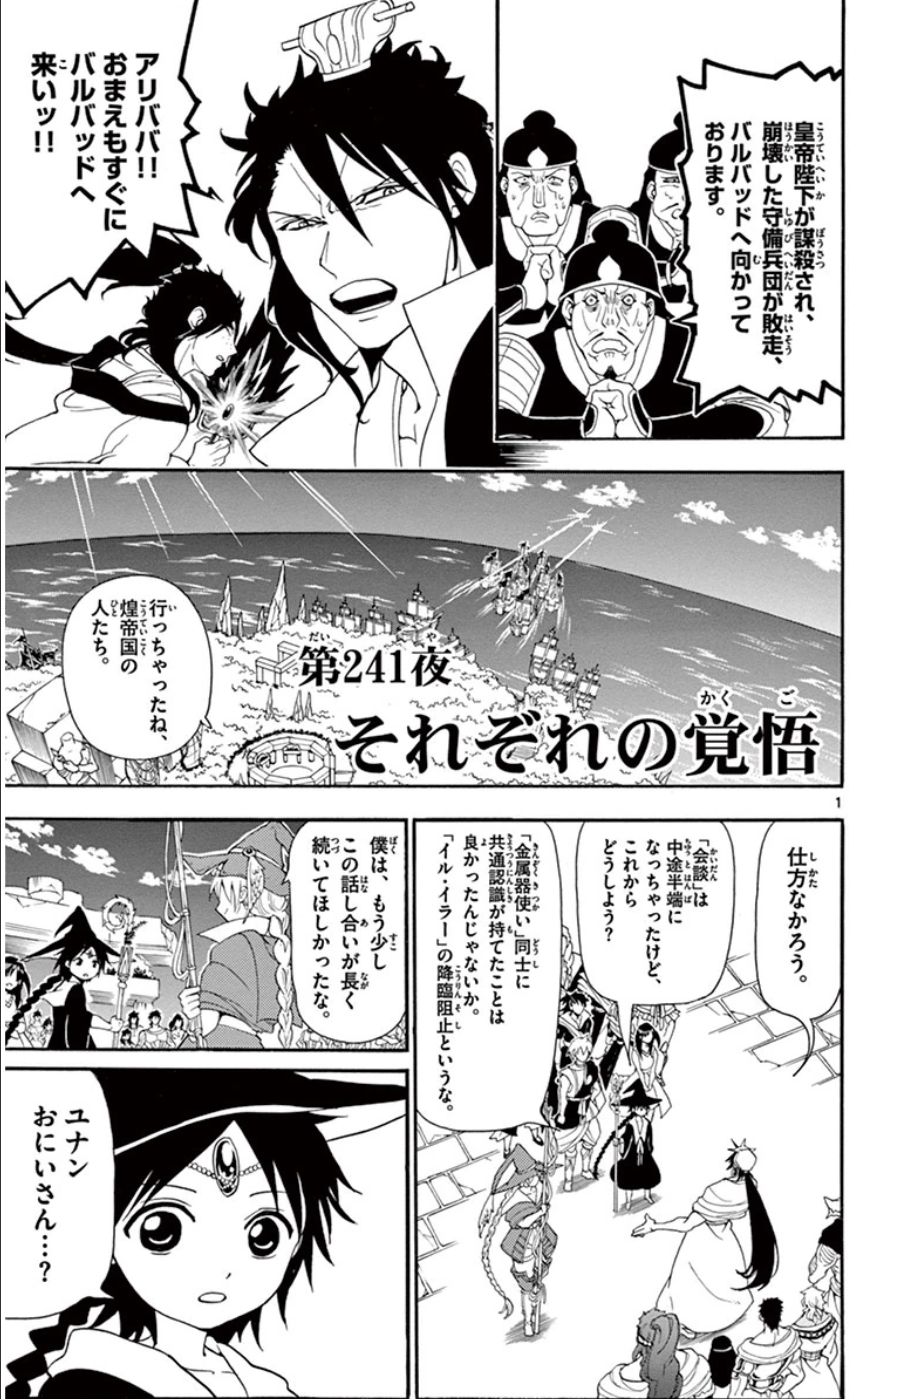 皇帝陛下が謀殺され、
崩壊した守備兵団が敗走、
バルバッドへ向かって
おります。
アリババ!!
おまえもすぐに
バルバッドへ
来いッ!!
行っちゃったね、
煌帝国の
人たち。
第241夜
それぞれの覚悟
1
仕方なかろう。
「会談」は
中途半端に
なっちゃったけど、
これから
どうしよう?
「金属器使い」同士に
共通認識が持てたことは
良かったんじゃないか。
「イル・イラー」の降臨阻止というな。
僕は、もう少し
この話し合いが長く
続いてほしかったな。
ユナン
おにいさん…?